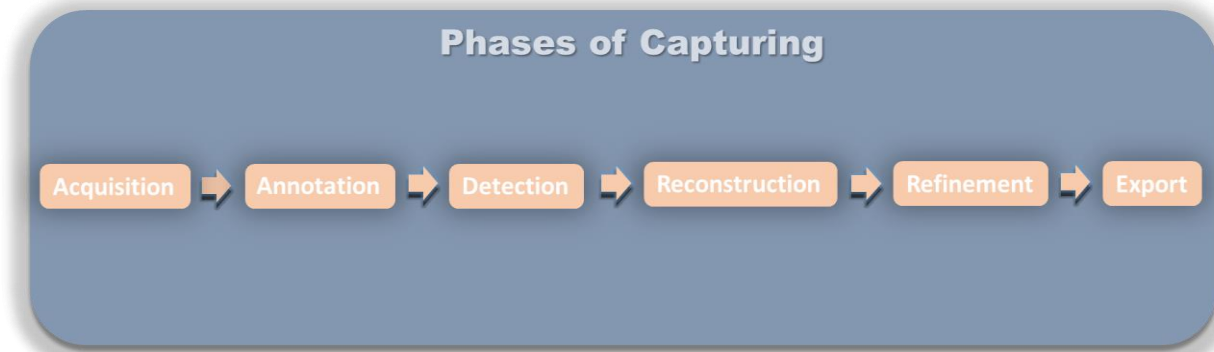 Phases of Capturing
Acquisition Annotation Detection Reconstruction Refinement Export